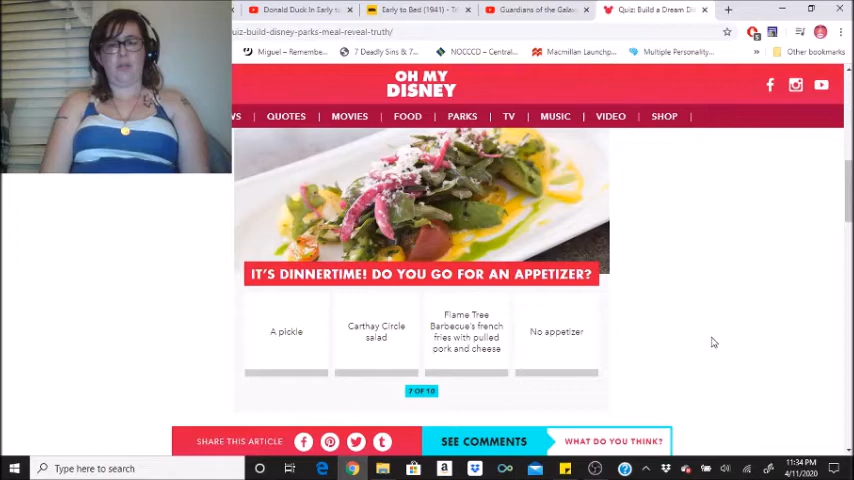 Donald Duck In Early to
Early to Bed (1941) - Tr
Guardians of the Galax
Quiz: Build a Dream Di
uiz-build-disney-parks-meal-reveal-truth/
Miguel – Remembe...
7 Deadly Sins & 7...
NOCCCD – Central...
Macmillan Launchp...
Multiple Personality...
Other bookmarks
OH MY
DISNEY
WS | QUOTES | MOVIES | FOOD | PARKS | TV | MUSIC | VIDEO | SHOP |
IT'S DINNERTIME! DO YOU GO FOR AN APPETIZER?
A pickle
Carthay Circle
salad
Flame Tree
Barbecue's french
fries with pulled
pork and cheese
No appetizer
7 OF 10
SHARE THIS ARTICLE
SEE COMMENTS
WHAT DO YOU THINK?
Type here to search
11:34 PM
4/11/2020